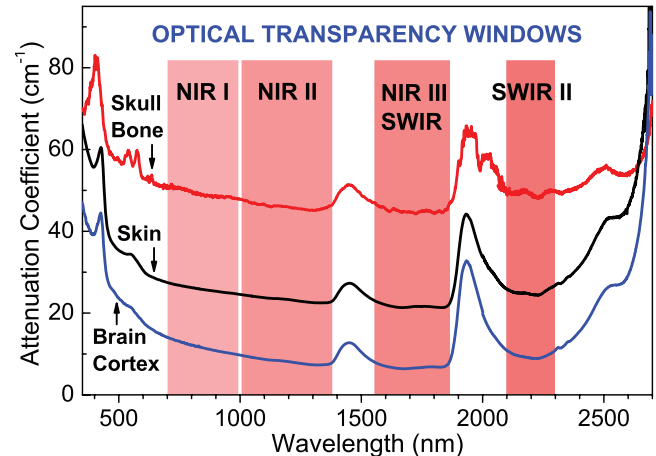 OPTICAL TRANSPARENCY WINDOWS
NIR I
NIR II
NIR III
SWIR
SWIR II
Skull
Bone
Skin
Brain
Cortex
Attenuation Coefficient (cm⁻¹)
80
60
40
20
0
500
1000
1500
2000
2500
Wavelength (nm)